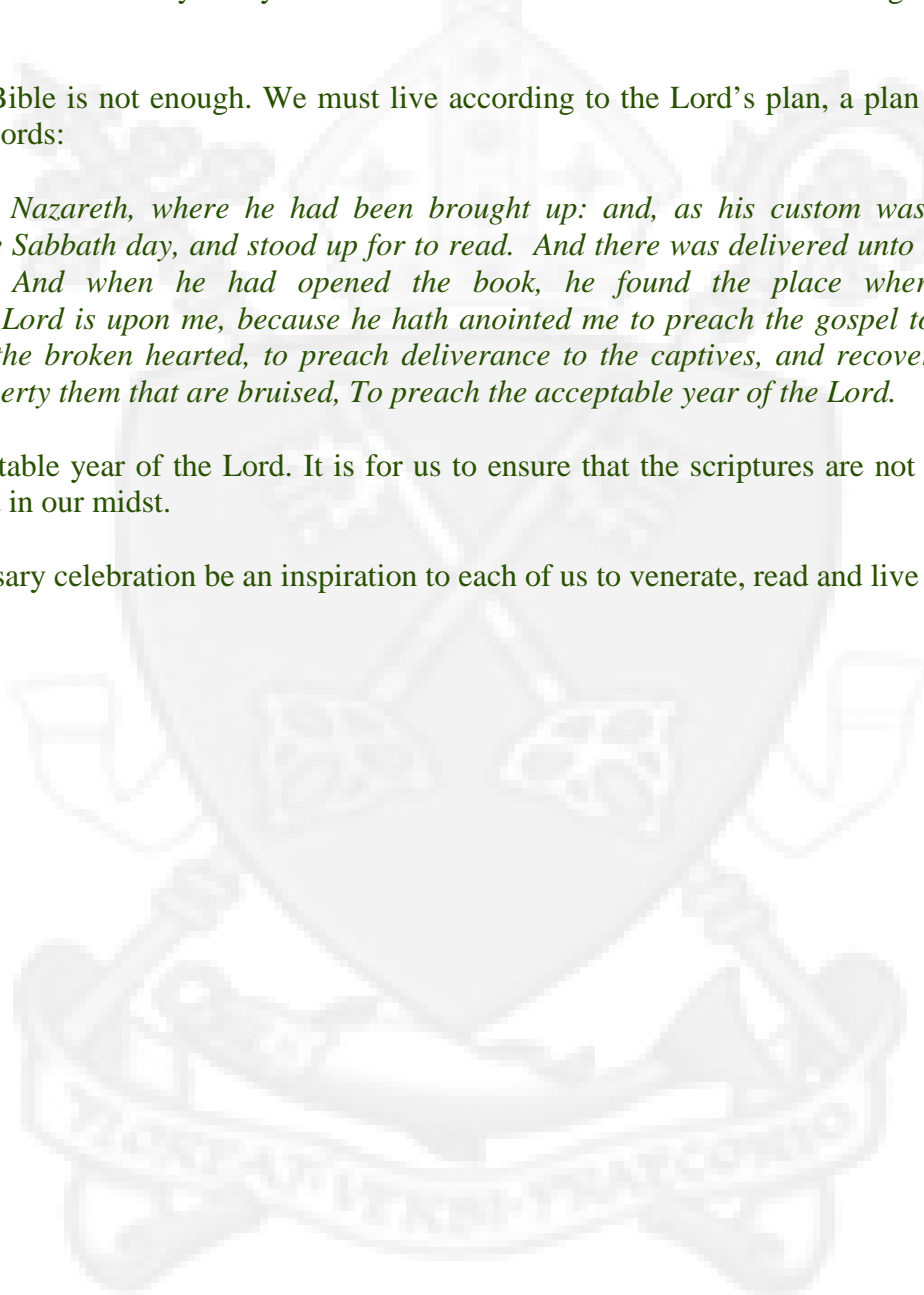 Bible is not enough. We must live according to the Lord’s plan, a plan
ords:
Nazareth, where he had been brought up: and, as his custom was
Sabbath day, and stood up for to read. And there was delivered unto
And when he had opened the book, he found the place
Lord is upon me, because he hath anointed me to preach the gospel
the broken hearted, to preach deliverance to the captives, and recover
erty them that are bruised, To preach the acceptable year of the Lord.
table year of the Lord. It is for us to ensure that the scriptures are not
in our midst.
sary celebration be an inspiration to each of us to venerate, read and live